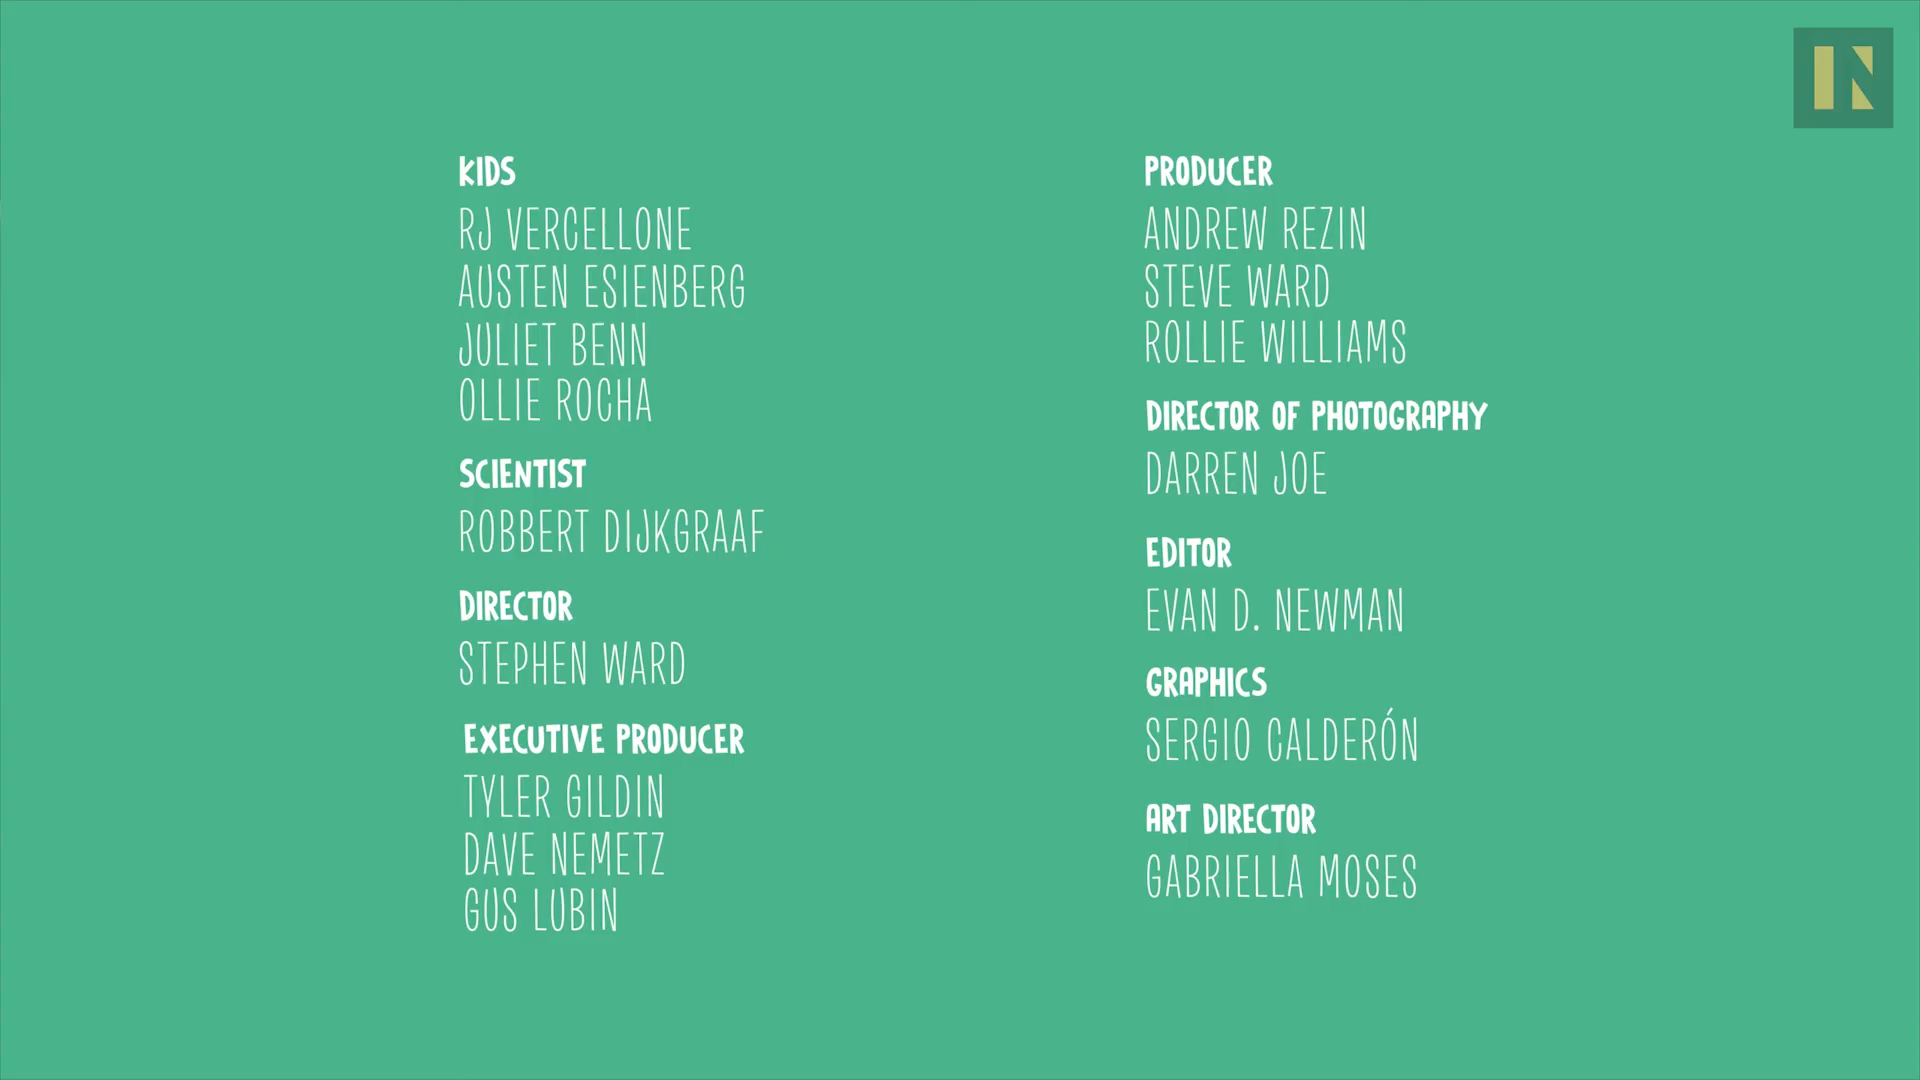 IN
KIDS
RJ VERCELLONE
AUSTEN ESIENBERG
JULIET BENN
OLLIE ROCHA
SCIENTIST
ROBBERT DIJKGRAAF
DIRECTOR
STEPHEN WARD
EXECUTIVE PRODUCER
TYLER GILDIN
DAVE NEMETZ
GUS LUBIN
PRODUCER
ANDREW REZIN
STEVE WARD
ROLLIE WILLIAMS
DIRECTOR OF PHOTOGRAPHY
DARREN JOE
EDITOR
EVAN D. NEWMAN
GRAPHICS
SERGIO CALDERÓN
ART DIRECTOR
GABRIELLA MOSES